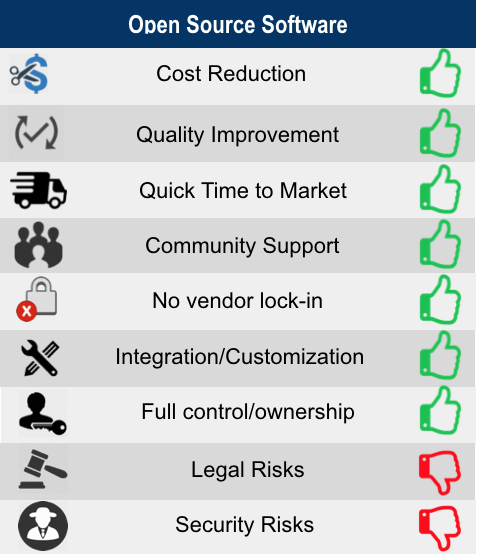 Open Source Software
Cost Reduction
Quality Improvement
Quick Time to Market
Community Support
No vendor lock-in
Integration/Customization
Full control/ownership
Legal Risks
Security Risks